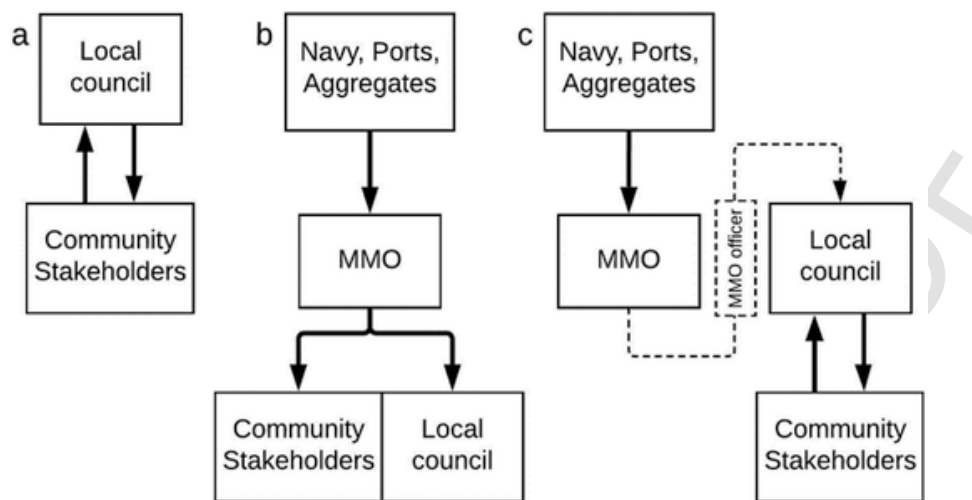 a
Local
council
Community
Stakeholders
b
Navy, Ports,
Aggregates
MMO
Community
Stakeholders
Local
council
c
Navy, Ports,
Aggregates
MMO
MMO officer
Local
council
Community
Stakeholders